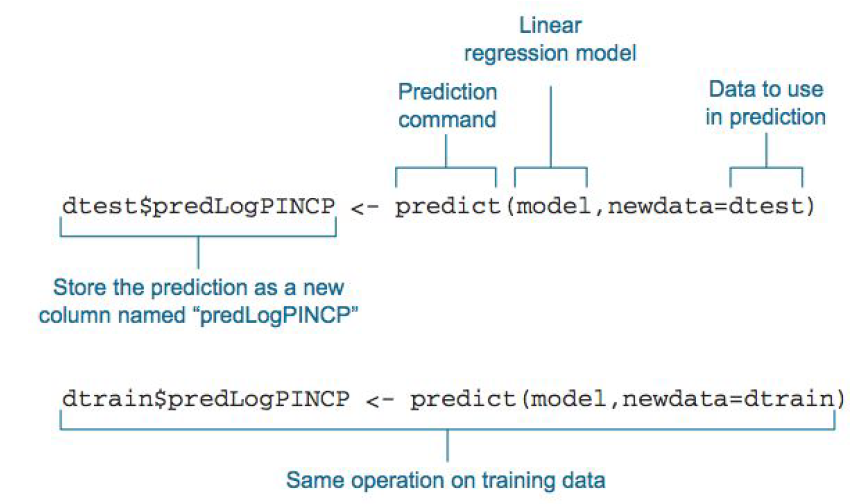 Linear
regression model
Prediction
command
Data to use
in prediction
dtest$predLogPINCP <- predict(model,newdata=dtest)
Store the prediction as a new
column named “predLogPINCP”
dtrain$predLogPINCP <- predict(model,newdata=dtrain)
Same operation on training data